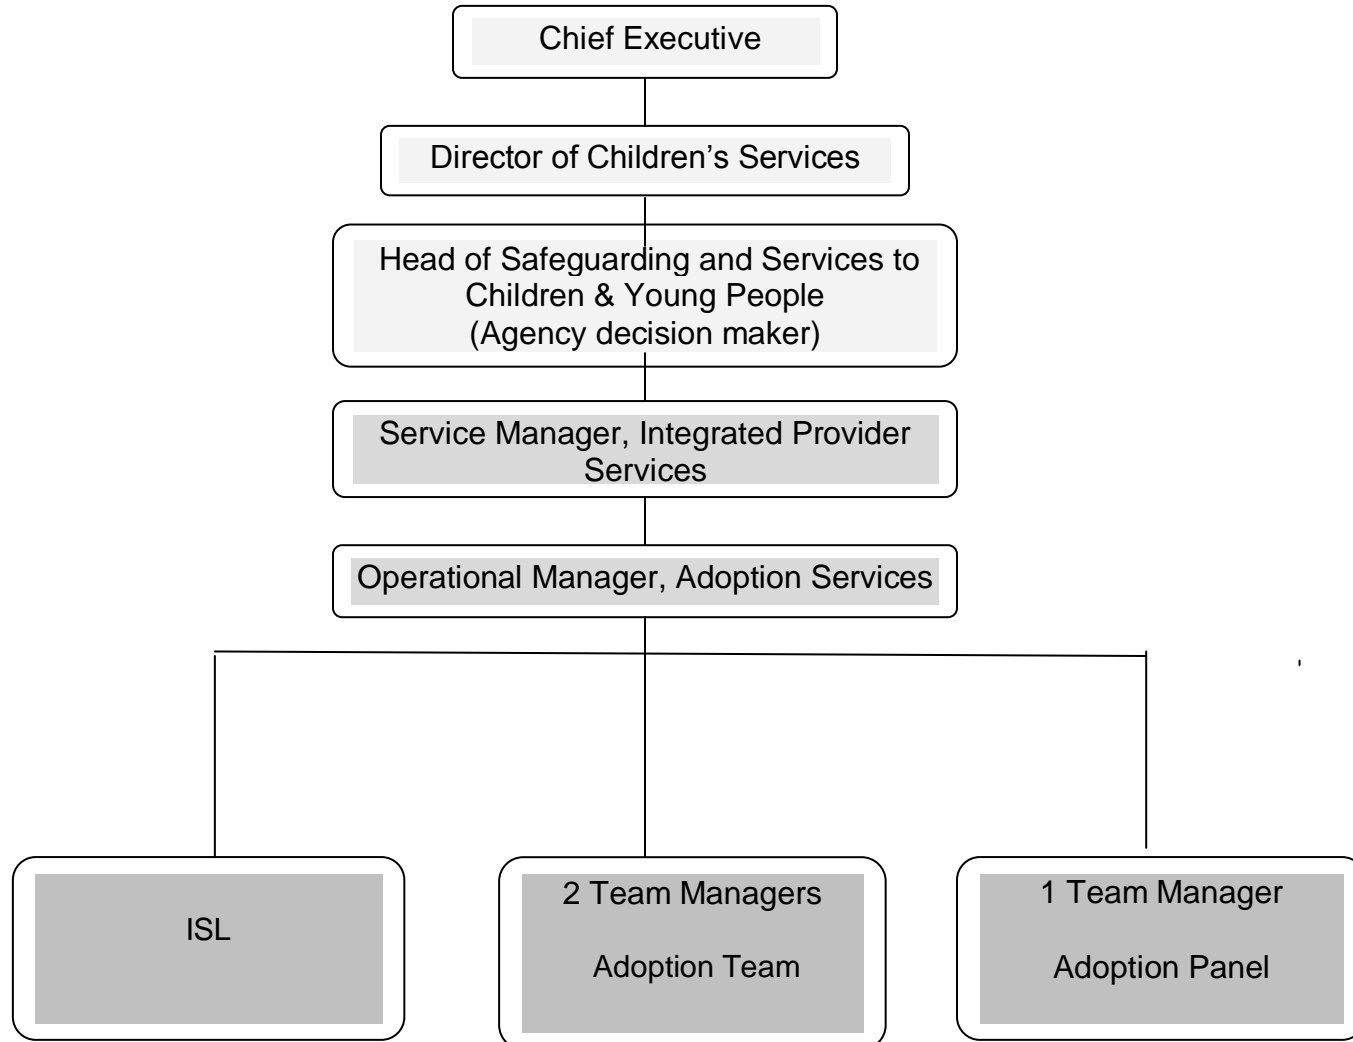 Chief Executive
Director of Children’s Services
Head of Safeguarding and Services to
Children & Young People
(Agency decision maker)
Service Manager, Integrated Provider
Services
Operational Manager, Adoption Services
ISL
2 Team Managers
Adoption Team
1 Team Manager
Adoption Panel